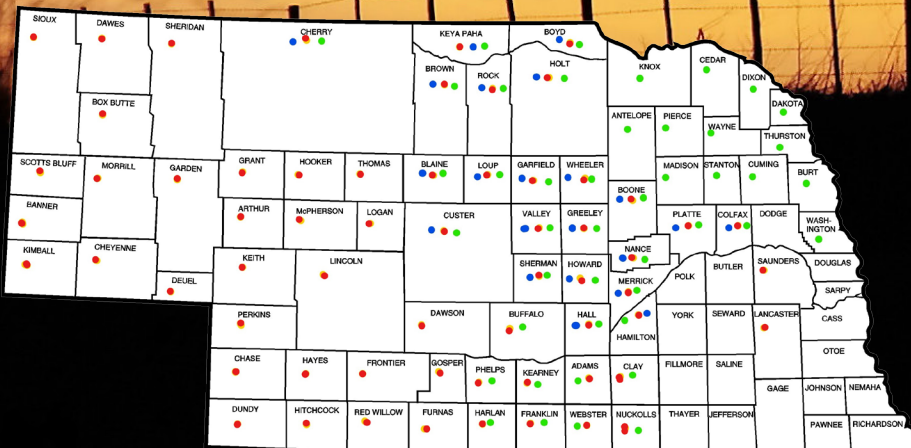 SIOUX
DAWES
SHERIDAN
CHERRY
KEYA PAHA
BOYD
BROWN
ROCK
HOLT
KNOX
CEDAR
DIXON
DAKOTA
BOX BUTTE
ANTELOPE
PIERCE
WAYNE
THURSTON
SCOTTS BLUFF
MORRILL
GARDEN
GRANT
HOOKER
THOMAS
BLAINE
LOUP
GARFIELD
WHEELER
BOONE
MADISON
STANTON
CUMING
BURT
BANNER
ARTHUR
McPHERSON
LOGAN
CUSTER
VALLEY
GREELEY
PLATTE
COLFAX
DODGE
WASH-
INGTON
KIMBALL
CHEYENNE
DEUEL
KEITH
LINCOLN
SHERMAN
HOWARD
NANCE
MERRICK
POLK
BUTLER
SAUNDERS
DOUGLAS
SARPY
PERKINS
DAWSON
BUFFALO
HALL
HAMILTON
YORK
SEWARD
LANCASTER
CASS
OTOE
CHASE
HAYES
FRONTIER
GOSPER
PHELPS
KEARNEY
ADAMS
CLAY
FILLMORE
SALINE
GAGE
JOHNSON
NEMAHA
DUNDY
HITCHCOCK
RED WILLOW
FURNAS
HARLAN
FRANKLIN
WEBSTER
NUCKOLLS
THAYER
JEFFERSON
PAWNEE
RICHARDSON